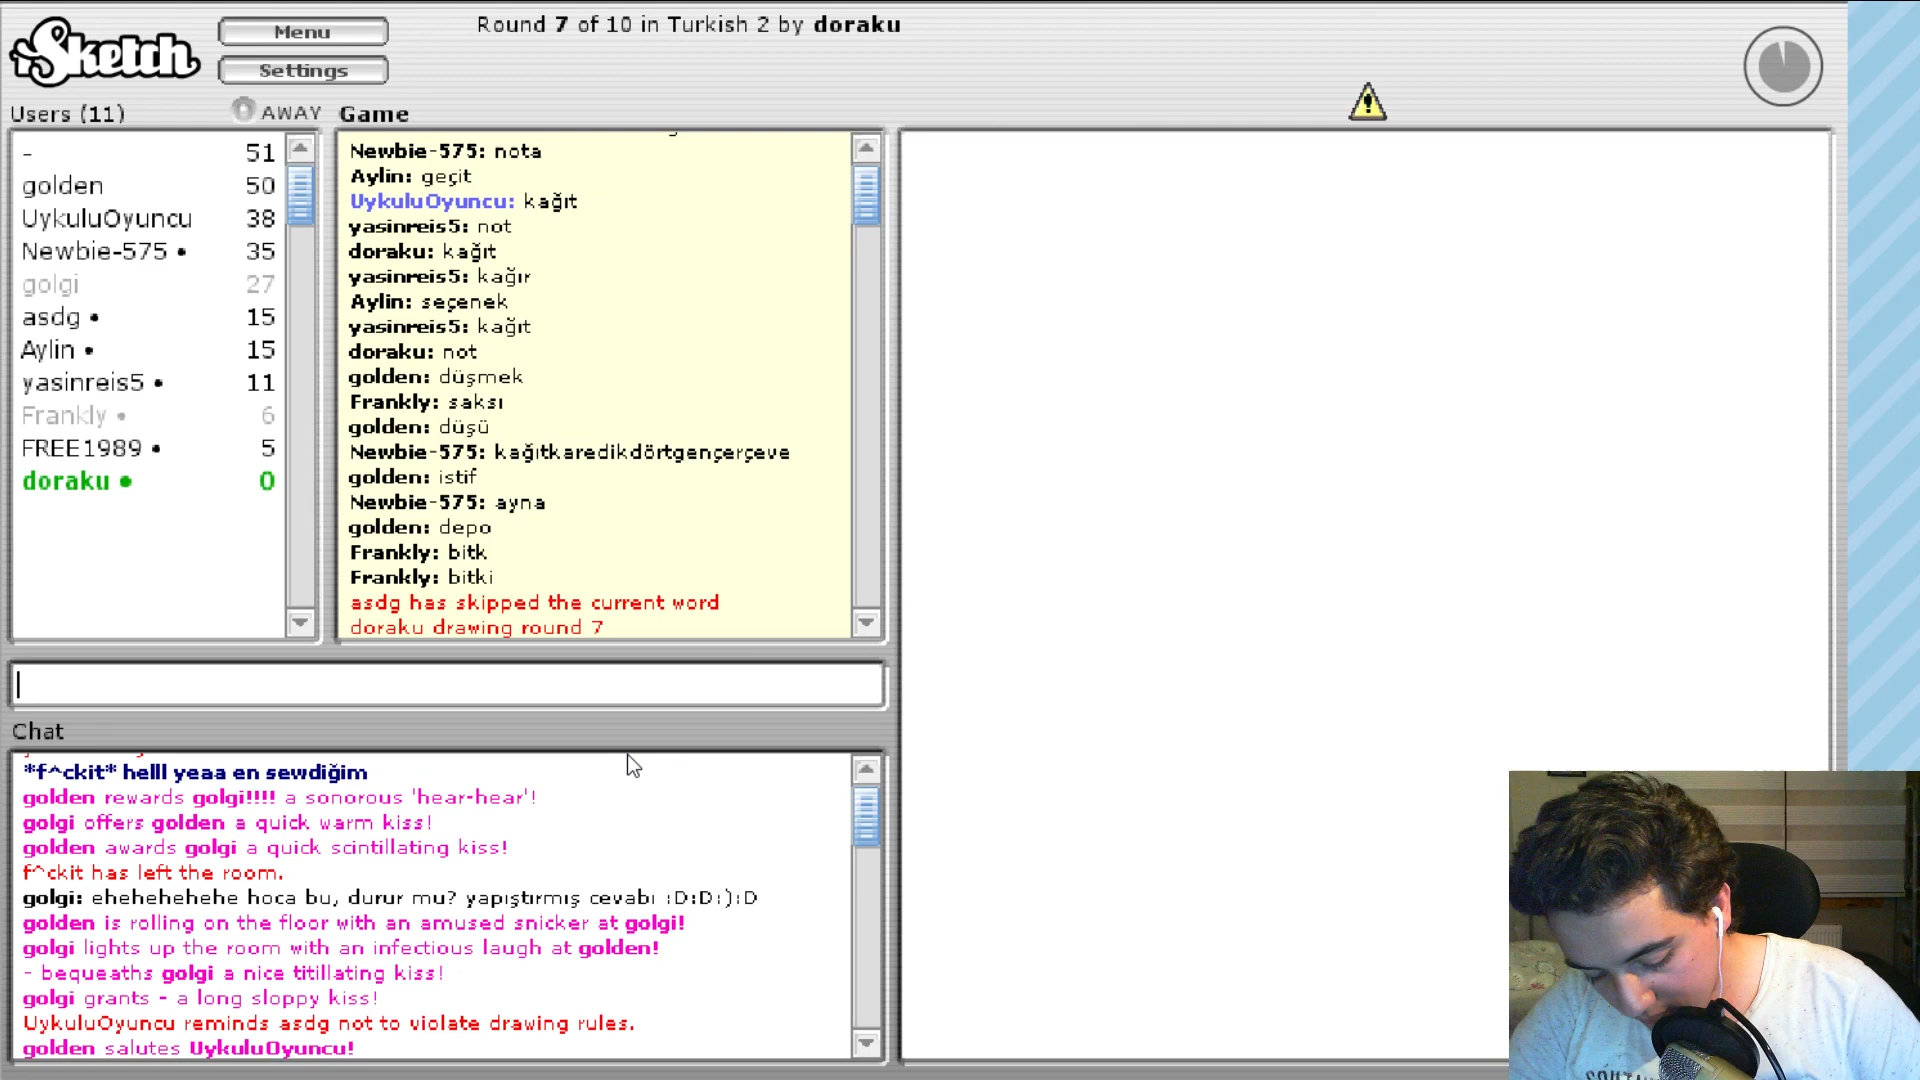 iSketch
Menu
Settings
Round 7 of 10 in Turkish 2 by doraku
Users (11)
AWAY
- 51
golden 50
UykuluOyuncu 38
Newbie-575 • 35
golgi 27
asdg • 15
Aylin • 15
yasinreis5 • 11
Frankly • 6
FREE1989 • 5
doraku • 0
Game
Newbie-575: nota
Aylin: geçit
UykuluOyuncu: kağıt
yasinreis5: not
doraku: kağıt
yasinreis5: kağır
Aylin: seçenek
yasinreis5: kağıt
doraku: not
golden: düşmek
Frankly: saksı
golden: düşü
Newbie-575: kağıtkaredikdörtgençerçeve
golden: istif
Newbie-575: ayna
golden: depo
Frankly: bitk
Frankly: bitki
asdg has skipped the current word
doraku drawing round 7
Chat
*f^ckit* helll yeaa en sewdiğim
golden rewards golgi!!!! a sonorous 'hear-hear'!
golgi offers golden a quick warm kiss!
golden awards golgi a quick scintillating kiss!
f^ckit has left the room.
golgi: ehehehehehe hoca bu, durur mu? yapıştırmış cevabı :D:D:):D
golden is rolling on the floor with an amused snicker at golgi!
golgi lights up the room with an infectious laugh at golden!
- bequeaths golgi a nice titillating kiss!
golgi grants - a long sloppy kiss!
UykuluOyuncu reminds asdg not to violate drawing rules.
golden salutes UykuluOyuncu!